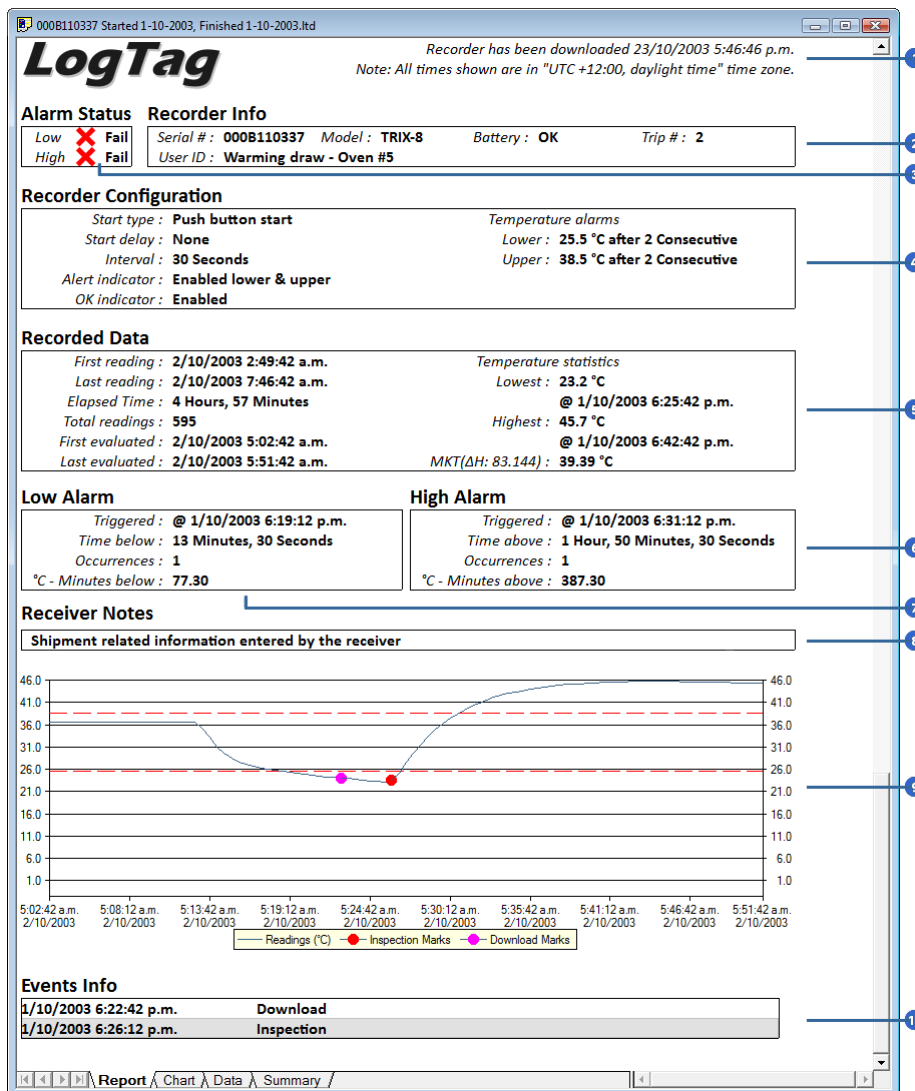 000B110337 Started 1-10-2003, Finished 1-10-2003.ltd
LogTag
Recorder has been downloaded 23/10/2003 5:46:46 p.m.
Note: All times shown are in "UTC +12:00, daylight time" time zone.
1
Alarm Status Recorder Info
Low Fail Serial # : 000B110337 Model : TRIX-8 Battery : OK Trip # : 2
2
High Fail User ID : Warming draw - Oven #5
3
Recorder Configuration
Start type : Push button start Temperature alarms
Start delay : None Lower : 25.5 °C after 2 Consecutive
Interval : 30 Seconds Upper : 38.5 °C after 2 Consecutive
4
Alert indicator : Enabled lower & upper
OK indicator : Enabled
Recorded Data
First reading : 2/10/2003 2:49:42 a.m. Temperature statistics
Last reading : 2/10/2003 7:46:42 a.m. Lowest : 23.2 °C
Elapsed Time : 4 Hours, 57 Minutes @ 1/10/2003 6:25:42 p.m.
5
Total readings : 595 Highest : 45.7 °C
First evaluated : 2/10/2003 5:02:42 a.m. @ 1/10/2003 6:42:42 p.m.
Last evaluated : 2/10/2003 5:51:42 a.m. MKT(ΔH: 83.144) : 39.39 °C
Low Alarm High Alarm
Triggered : @ 1/10/2003 6:19:12 p.m. Triggered : @ 1/10/2003 6:31:12 p.m.
Time below : 13 Minutes, 30 Seconds Time above : 1 Hour, 50 Minutes, 30 Seconds
6
Occurrences : 1 Occurrences : 1
°C - Minutes below : 77.30 °C - Minutes above : 387.30
7
Receiver Notes
Shipment related information entered by the receiver
8
46.0 46.0
41.0 41.0
36.0 36.0
31.0 31.0
26.0 26.0
21.0 21.0
9
16.0 16.0
11.0 11.0
6.0 6.0
1.0 1.0
5:02:42 a.m. 5:08:12 a.m. 5:13:42 a.m. 5:19:12 a.m. 5:24:42 a.m. 5:30:12 a.m. 5:35:42 a.m. 5:41:12 a.m. 5:46:42 a.m. 5:51:42 a.m.
2/10/2003 2/10/2003 2/10/2003 2/10/2003 2/10/2003 2/10/2003 2/10/2003 2/10/2003 2/10/2003 2/10/2003
Readings (°C) Inspection Marks Download Marks
Events Info
1/10/2003 6:22:42 p.m. Download
1/10/2003 6:26:12 p.m. Inspection
Report Chart Data Summary